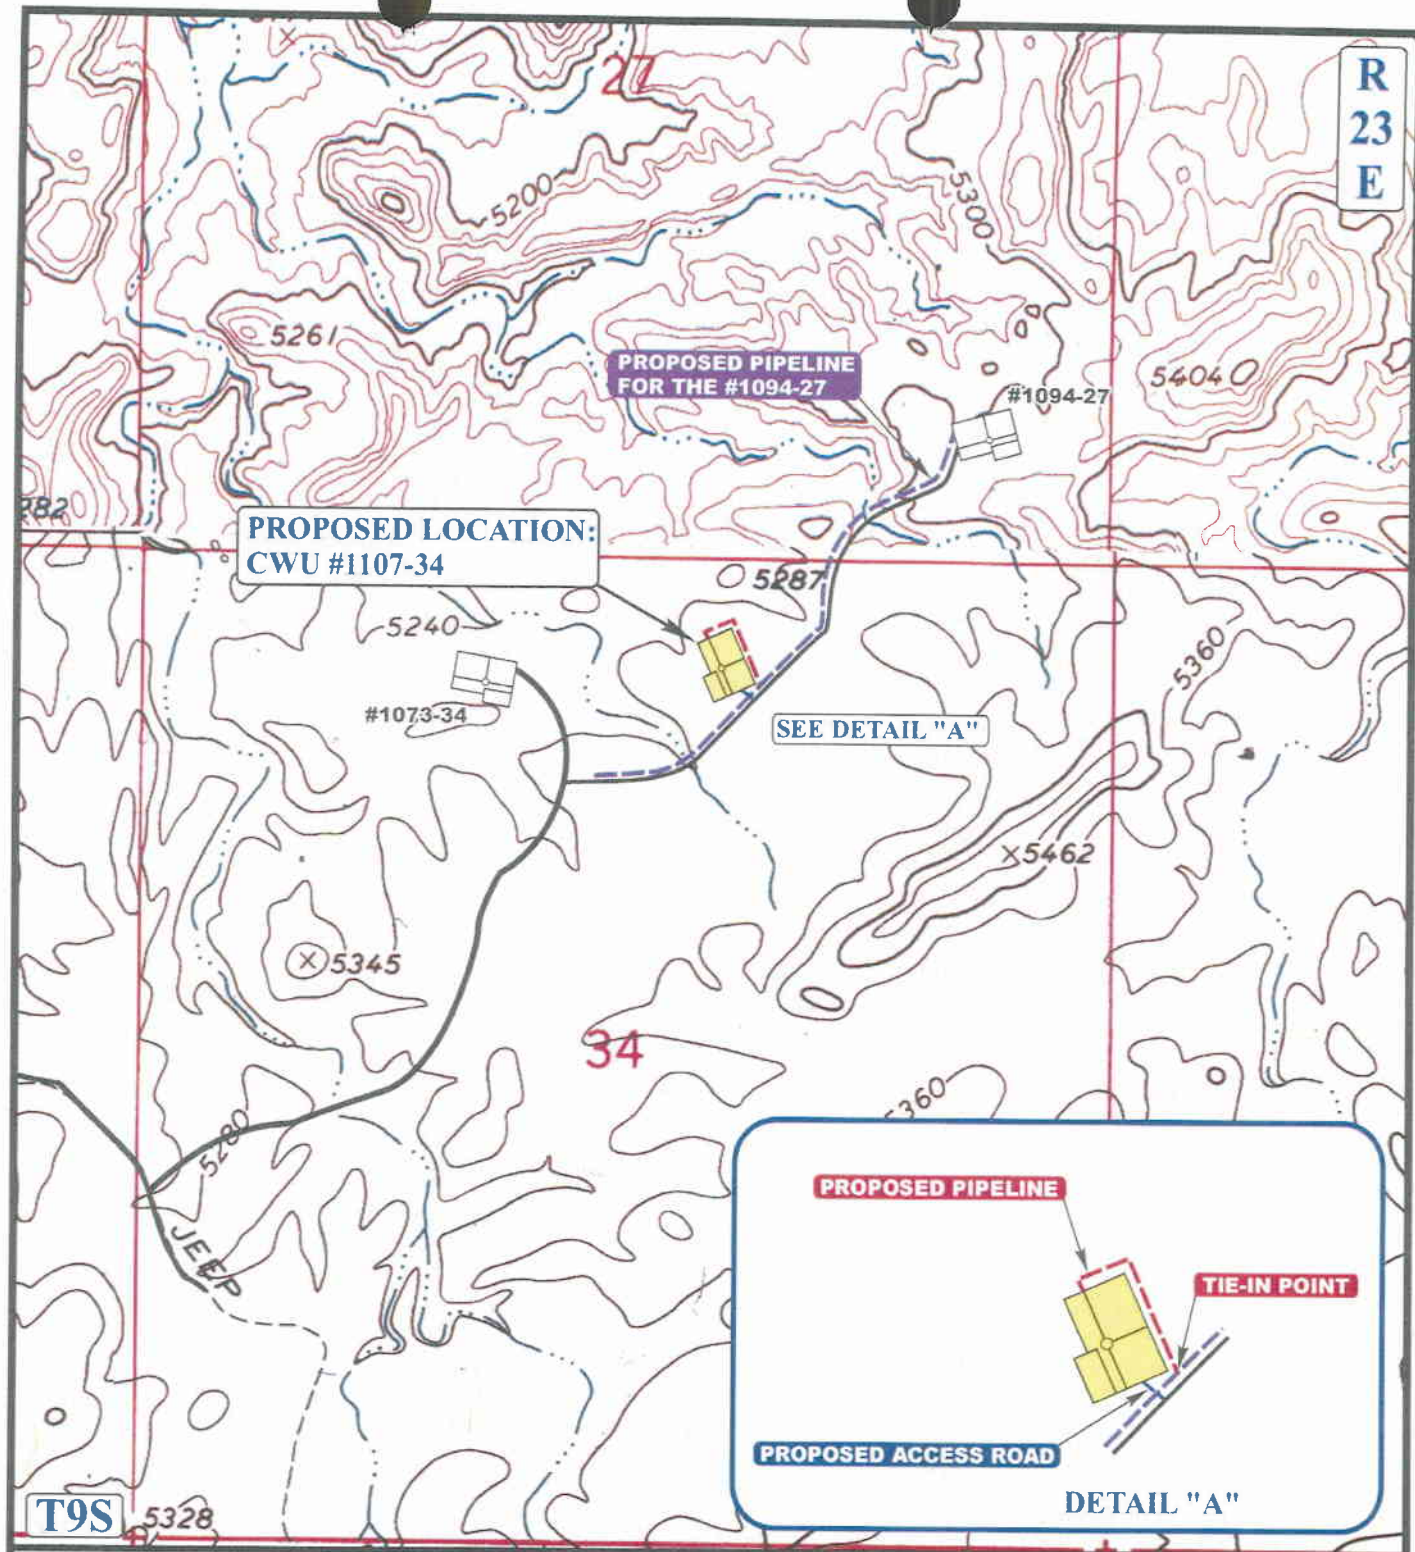 27
R
23
E
5200
5300
5261
PROPOSED PIPELINE
FOR THE #1094-27
#1094-27
5404
282
PROPOSED LOCATION:
CWU #1107-34
5287
5240
5360
#1073-34
SEE DETAIL "A"
5462
5345
34
5360
5280
JEEP
PROPOSED PIPELINE
TIE-IN POINT
PROPOSED ACCESS ROAD
DETAIL "A"
T9S
5328